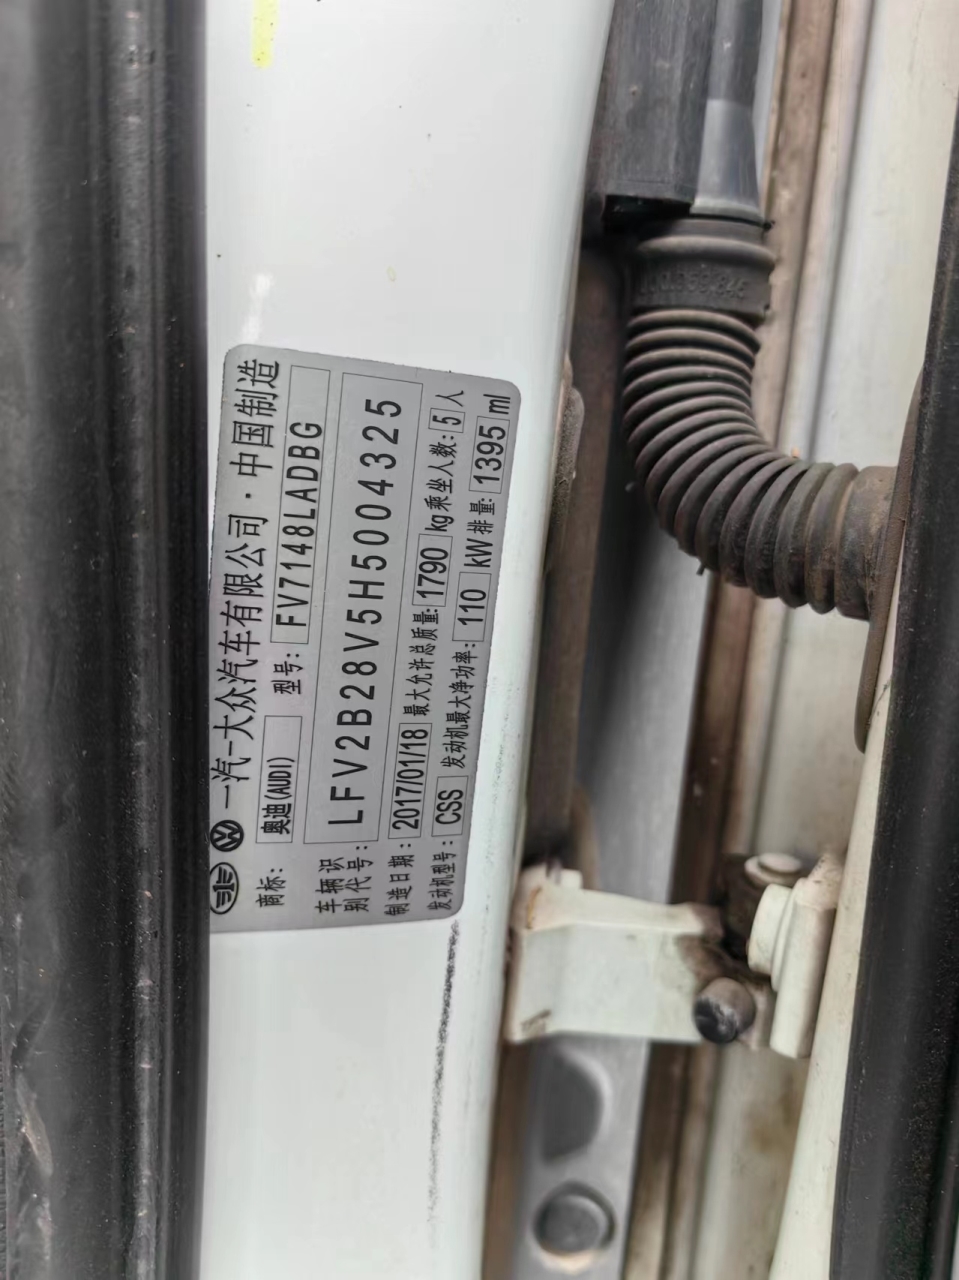 一汽-大众汽车有限公司·中国制造
商标: 奥迪(AUDI) 型号: FV7148LADBG
车辆识别代号: LFV2B28V5H5004325
制造日期: 2017/01/18 最大允许总质量: 1790 kg 乘坐人数: 5 人
发动机型号: CSS 发动机最大净功率: 110 kW 排量: 1395 ml